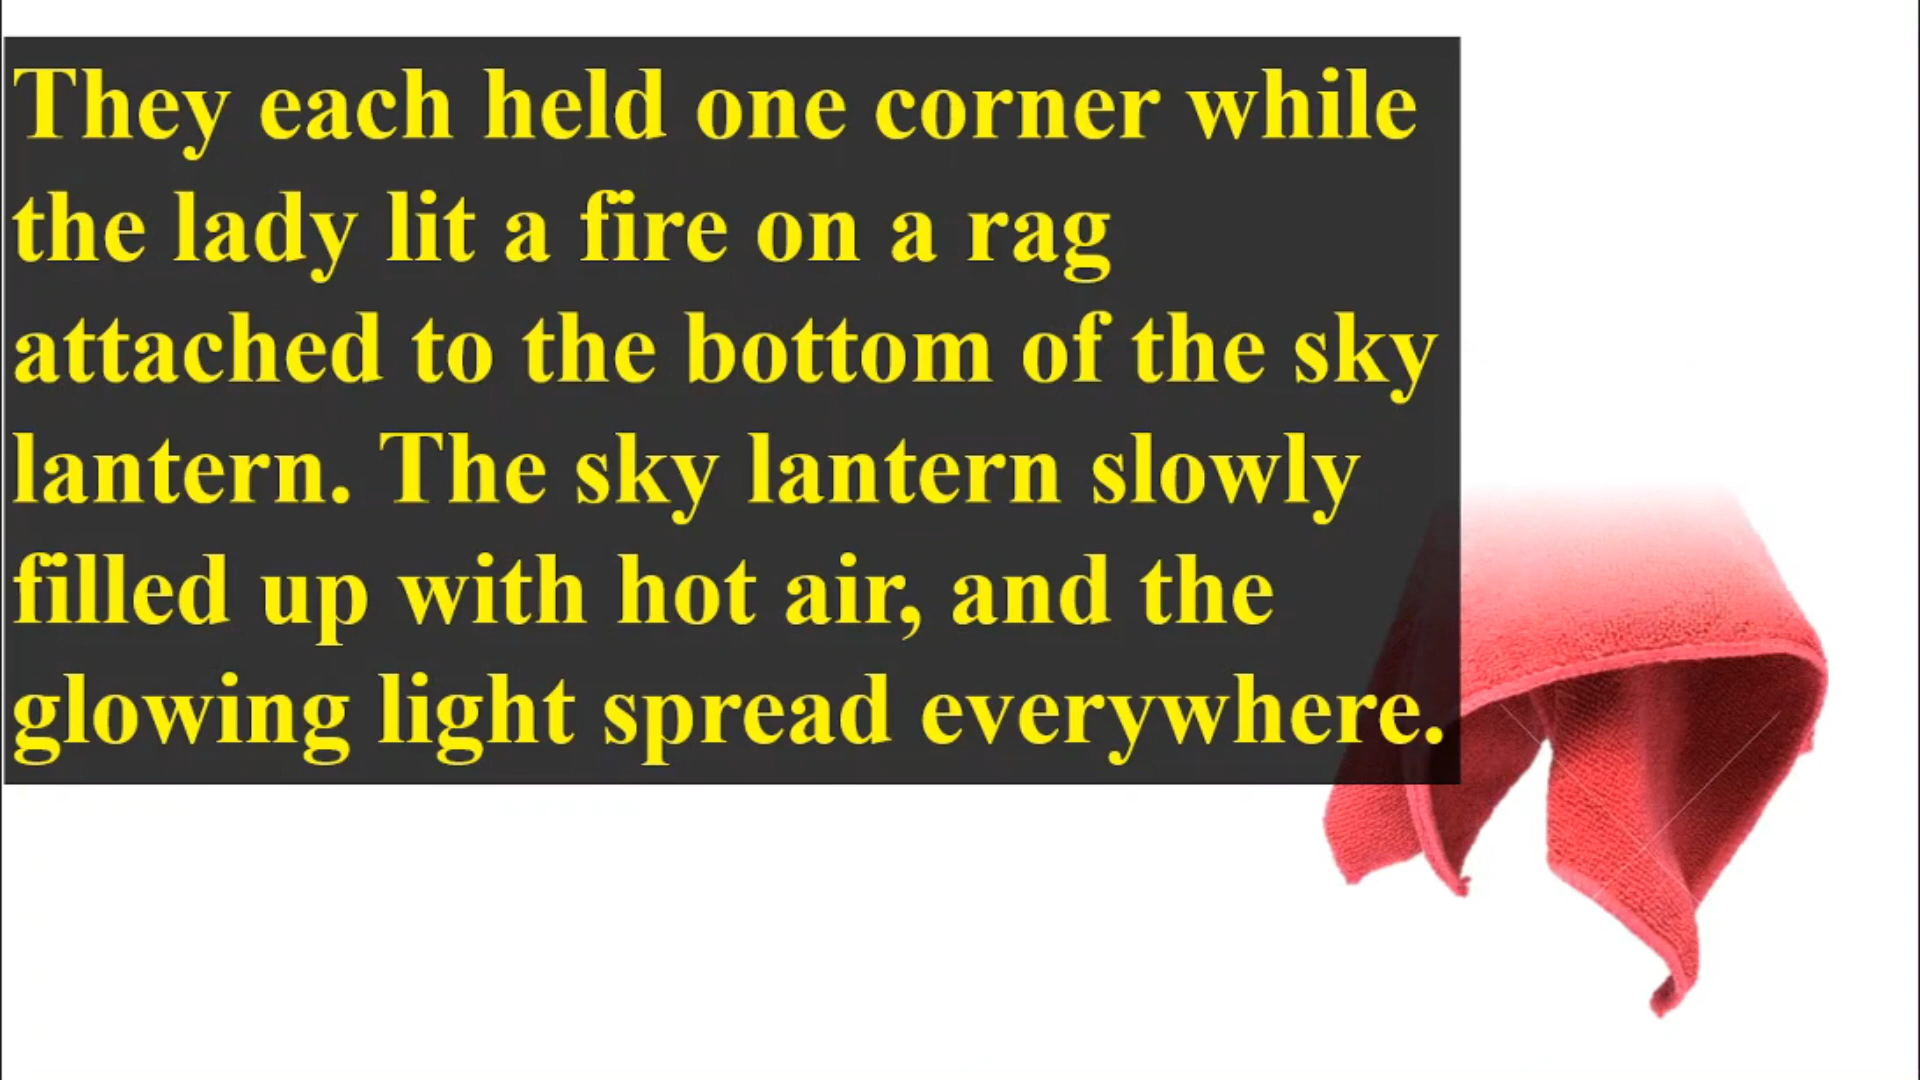 They each held one corner while
the lady lit a fire on a rag
attached to the bottom of the sky
lantern. The sky lantern slowly
filled up with hot air, and the
glowing light spread everywhere.